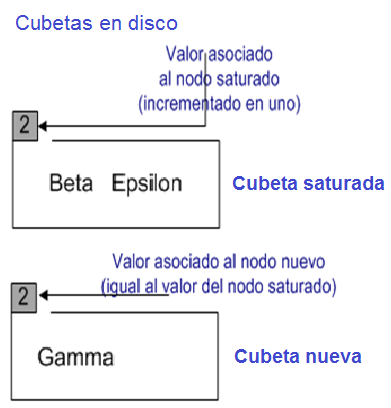 Cubetas en disco
Valor asociado
al nodo saturado
(incrementado en uno)
2
Beta Epsilon
Cubeta saturada
Valor asociado al nodo nuevo
(igual al valor del nodo saturado)
2
Gamma
Cubeta nueva